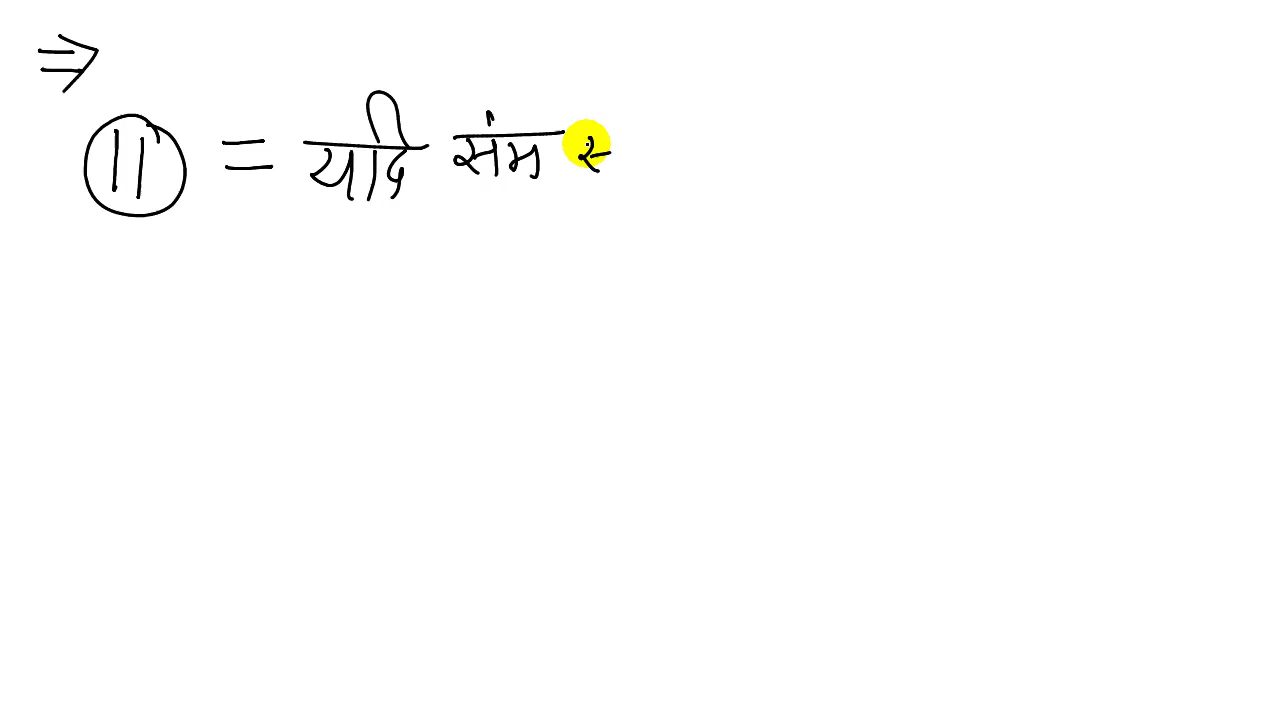 ⇒
11 = यदि संम